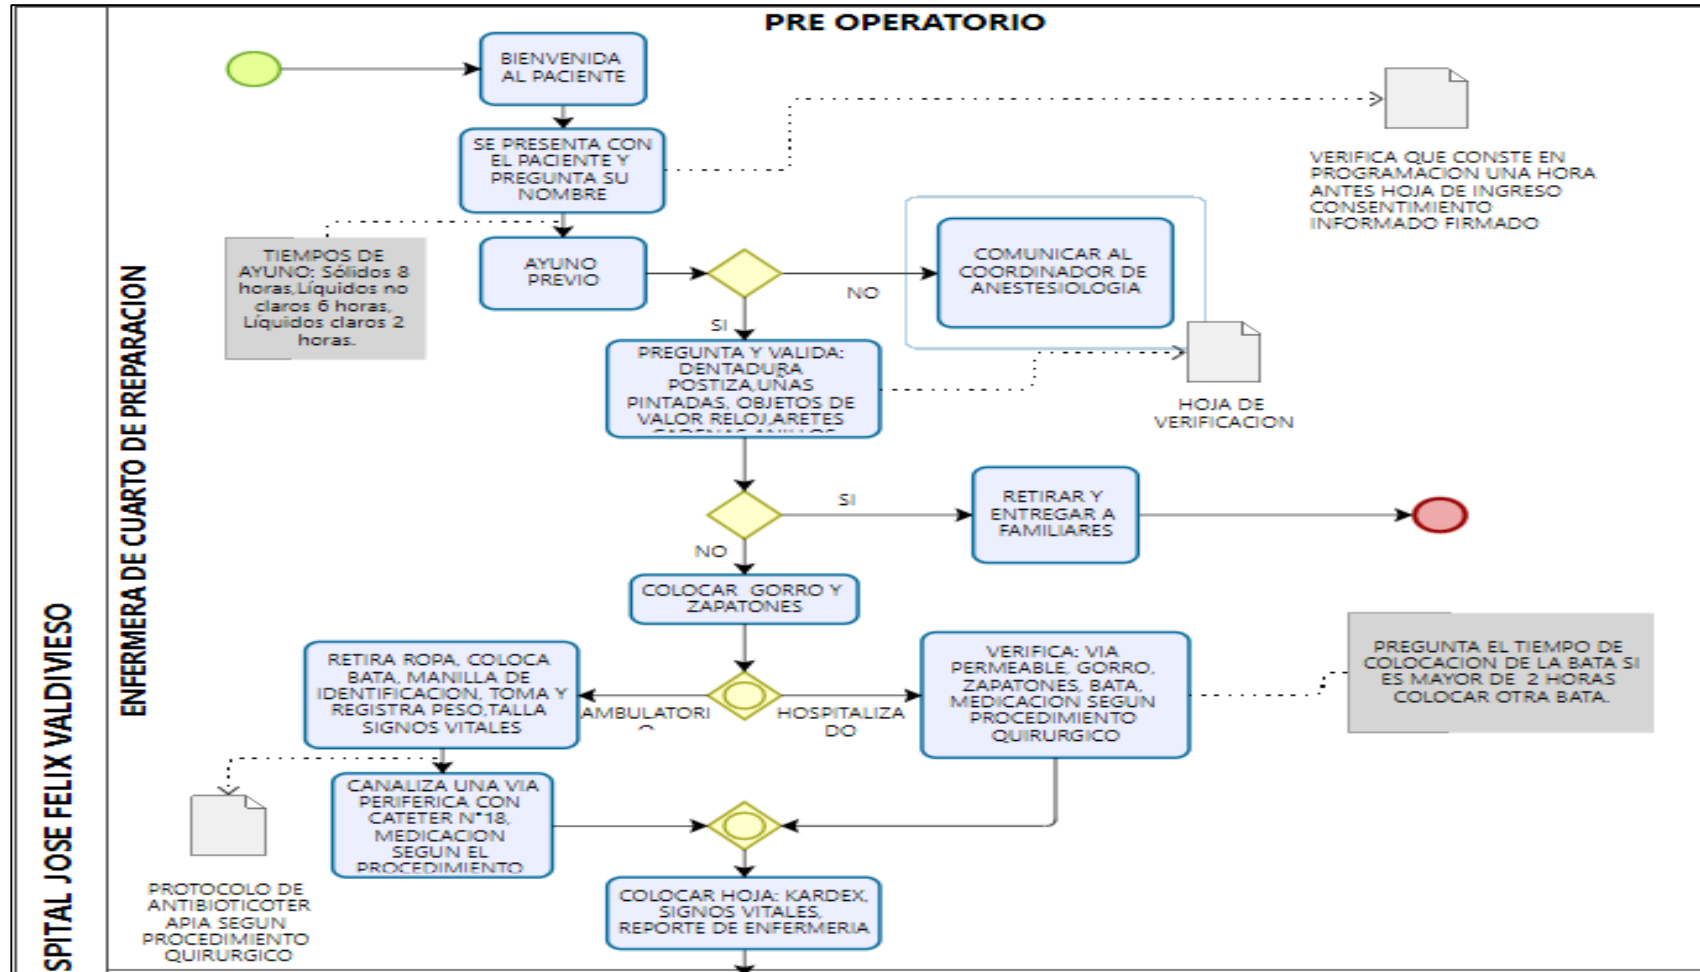 PRE OPERATORIO
SPITAL JOSE FELIX VALDIVIESO
ENFERMERA DE CUARTO DE PREPARACION
BIENVENIDA
AL PACIENTE
SE PRESENTA CON
EL PACIENTE Y
PREGUNTA SU
NOMBRE
VERIFICA QUE CONSTE EN
PROGRAMACION UNA HORA
ANTES HOJA DE INGRESO
CONSENTIMIENTO
INFORMADO FIRMADO
TIEMPOS DE
AYUNO: Sólidos 8
horas,Líquidos no
claros 6 horas,
Líquidos claros 2
horas.
AYUNO
PREVIO
NO
COMUNICAR AL
COORDINADOR DE
ANESTESIOLOGIA
SI
PREGUNTA Y VALIDA:
DENTADURA
POSTIZA,UÑAS
PINTADAS, OBJETOS DE
VALOR RELOJ,ARETES
CADENAS ANILLOS
HOJA DE
VERIFICACION
SI
RETIRAR Y
ENTREGAR A
FAMILIARES
NO
COLOCAR GORRO Y
ZAPATONES
RETIRA ROPA, COLOCA
BATA, MANILLA DE
IDENTIFICACION, TOMA Y
REGISTRA PESO,TALLA
SIGNOS VITALES
AMBULATORI
O
HOSPITALIZA
DO
VERIFICA: VIA
PERMEABLE, GORRO,
ZAPATONES, BATA,
MEDICACION SEGUN
PROCEDIMIENTO
QUIRURGICO
PREGUNTA EL TIEMPO DE
COLOCACION DE LA BATA SI
ES MAYOR DE 2 HORAS
COLOCAR OTRA BATA.
CANALIZA UNA VIA
PERIFERICA CON
CATETER N°18,
MEDICACION
SEGUN EL
PROCEDIMIENTO
PROTOCOLO DE
ANTIBIOTICOTER
APIA SEGUN
PROCEDIMIENTO
QUIRURGICO
COLOCAR HOJA: KARDEX,
SIGNOS VITALES,
REPORTE DE ENFERMERIA